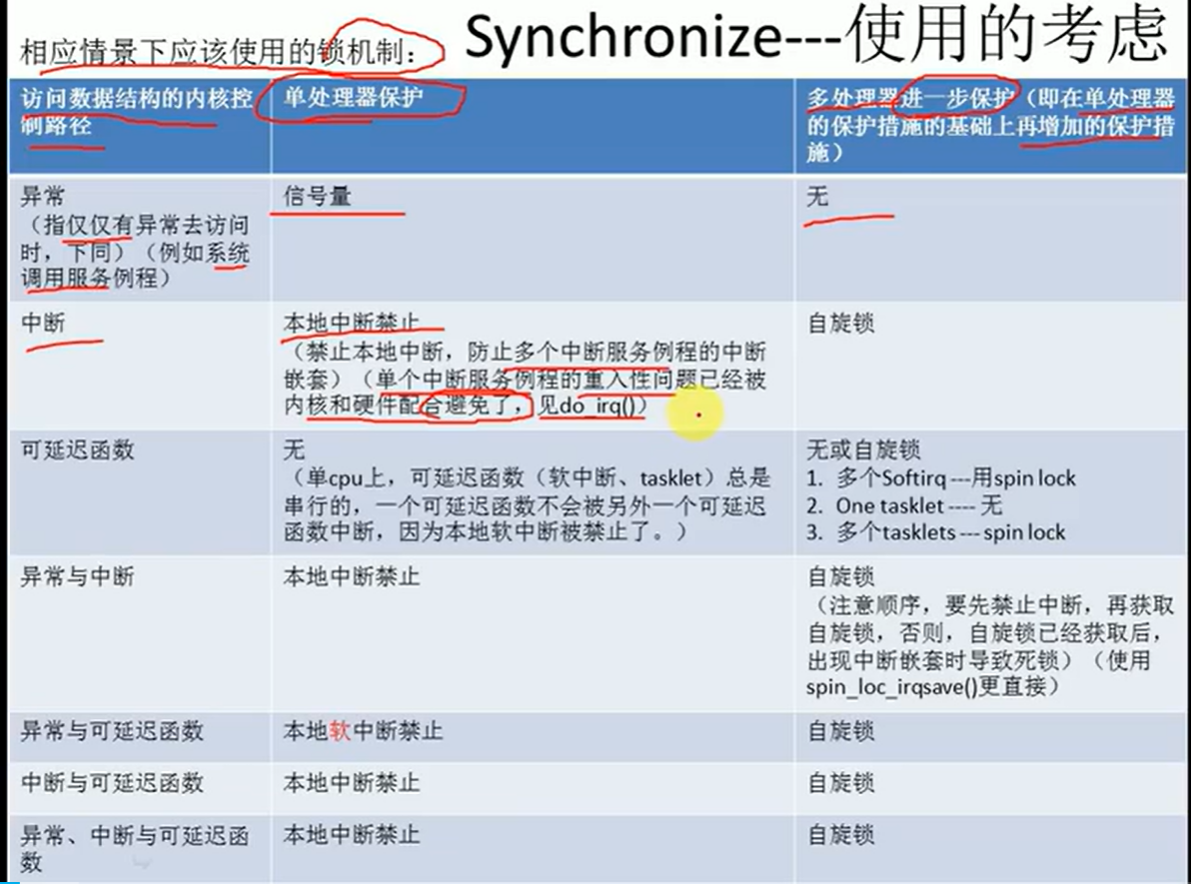 Synchronize---使用的考虑
相应情景下应该使用的锁机制：
访问数据结构的内核控
制路径
单处理器保护
多处理器进一步保护（即在单处理器
的保护措施的基础上再增加的保护措
施）
异常
（指仅仅有异常去访问
时，下同）（例如系统
调用服务例程）
信号量
无
中断
本地中断禁止
（禁止本地中断，防止多个中断服务例程的中断
嵌套）（单个中断服务例程的重入性问题已经被
内核和硬件配合避免了，见do_irq()）
自旋锁
可延迟函数
无
（单cpu上，可延迟函数（软中断、tasklet）总是
串行的，一个可延迟函数不会被另外一个可延迟
函数中断，因为本地软中断被禁止了。）
无或自旋锁
1. 多个Softirq ---用spin lock
2. One tasklet ---- 无
3. 多个tasklets --- spin lock
异常与中断
本地中断禁止
自旋锁
（注意顺序，要先禁止中断，再获取
自旋锁，否则，自旋锁已经获取后，
出现中断嵌套时导致死锁）（使用
spin_loc_irqsave()更直接）
异常与可延迟函数
本地软中断禁止
自旋锁
中断与可延迟函数
本地中断禁止
自旋锁
异常、中断与可延迟函
数
本地中断禁止
自旋锁